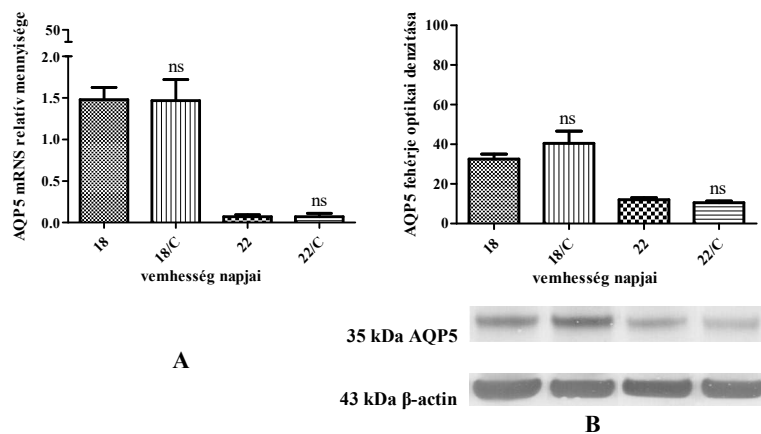 AQP5 mRNS relatív mennyisége
50
2.0
1.5
1.0
0.5
0.0
ns
ns
18
18/C
22
22/C
vemhesség napjai
A
AQP5 fehérje optikai denzitása
100
80
60
40
20
0
ns
ns
18
18/C
22
22/C
vemhesség napjai
35 kDa AQP5
43 kDa β-actin
B